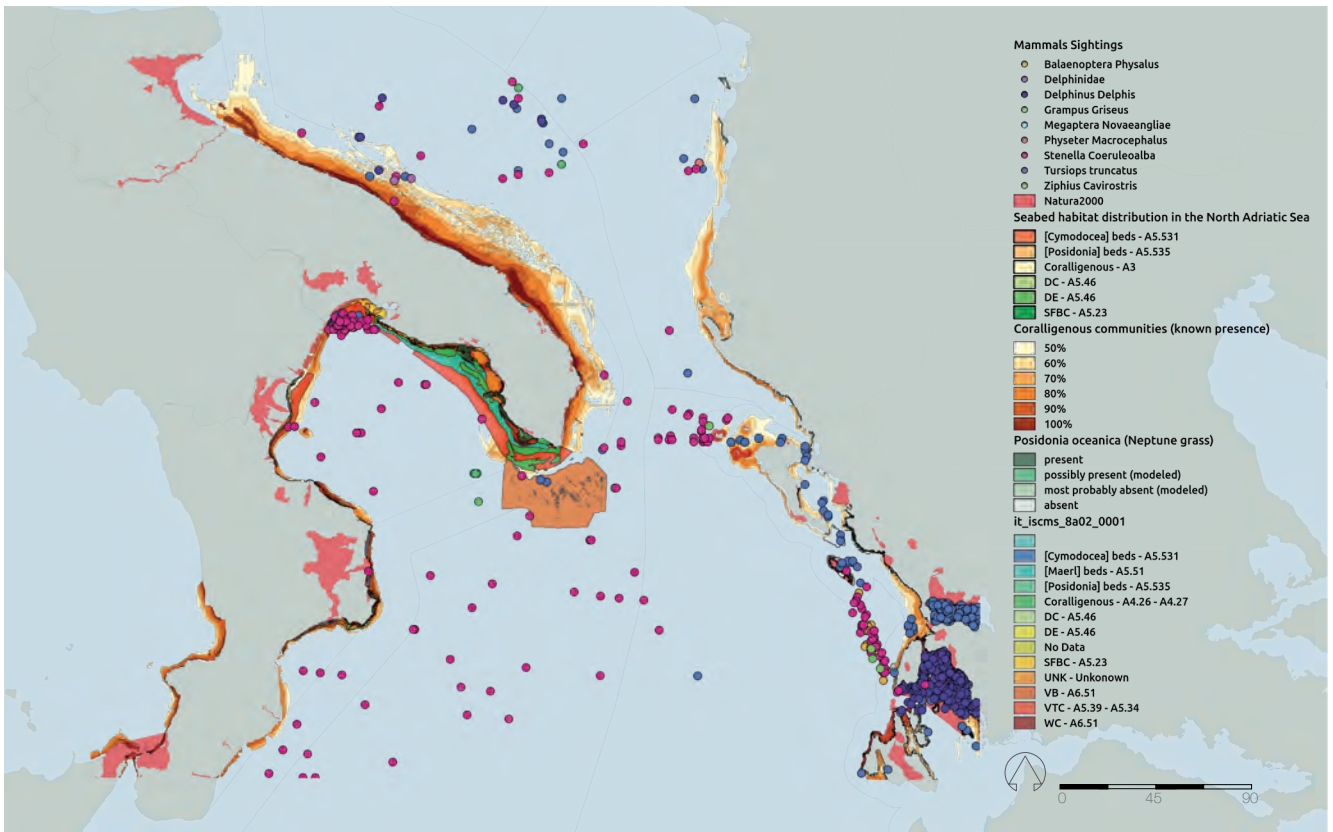 Mammals Sightings
Balaenoptera Physalus
Delphinidae
Delphinus Delphis
Grampus Griseus
Megaptera Novaeangliae
Physeter Macrocephalus
Stenella Coeruleoalba
Tursiops truncatus
Ziphius Cavirostris
Natura2000
Seabed habitat distribution in the North Adriatic Sea
[Cymodocea] beds - A5.531
[Posidonia] beds - A5.535
Coralligenous - A3
DC - A5.46
DE - A5.46
SFBC - A5.23
Coralligenous communities (known presence)
50%
60%
70%
80%
90%
100%
Posidonia oceanica (Neptune grass)
present
possibly present (modeled)
most probably absent (modeled)
absent
it_iscms_8a02_0001
[Cymodocea] beds - A5.531
[Maerl] beds - A5.51
[Posidonia] beds - A5.535
Coralligenous - A4.26 - A4.27
DC - A5.46
DE - A5.46
No Data
SFBC - A5.23
UNK - Unkonown
VB - A6.51
VTC - A5.39 - A5.34
WC - A6.51
0 45 90